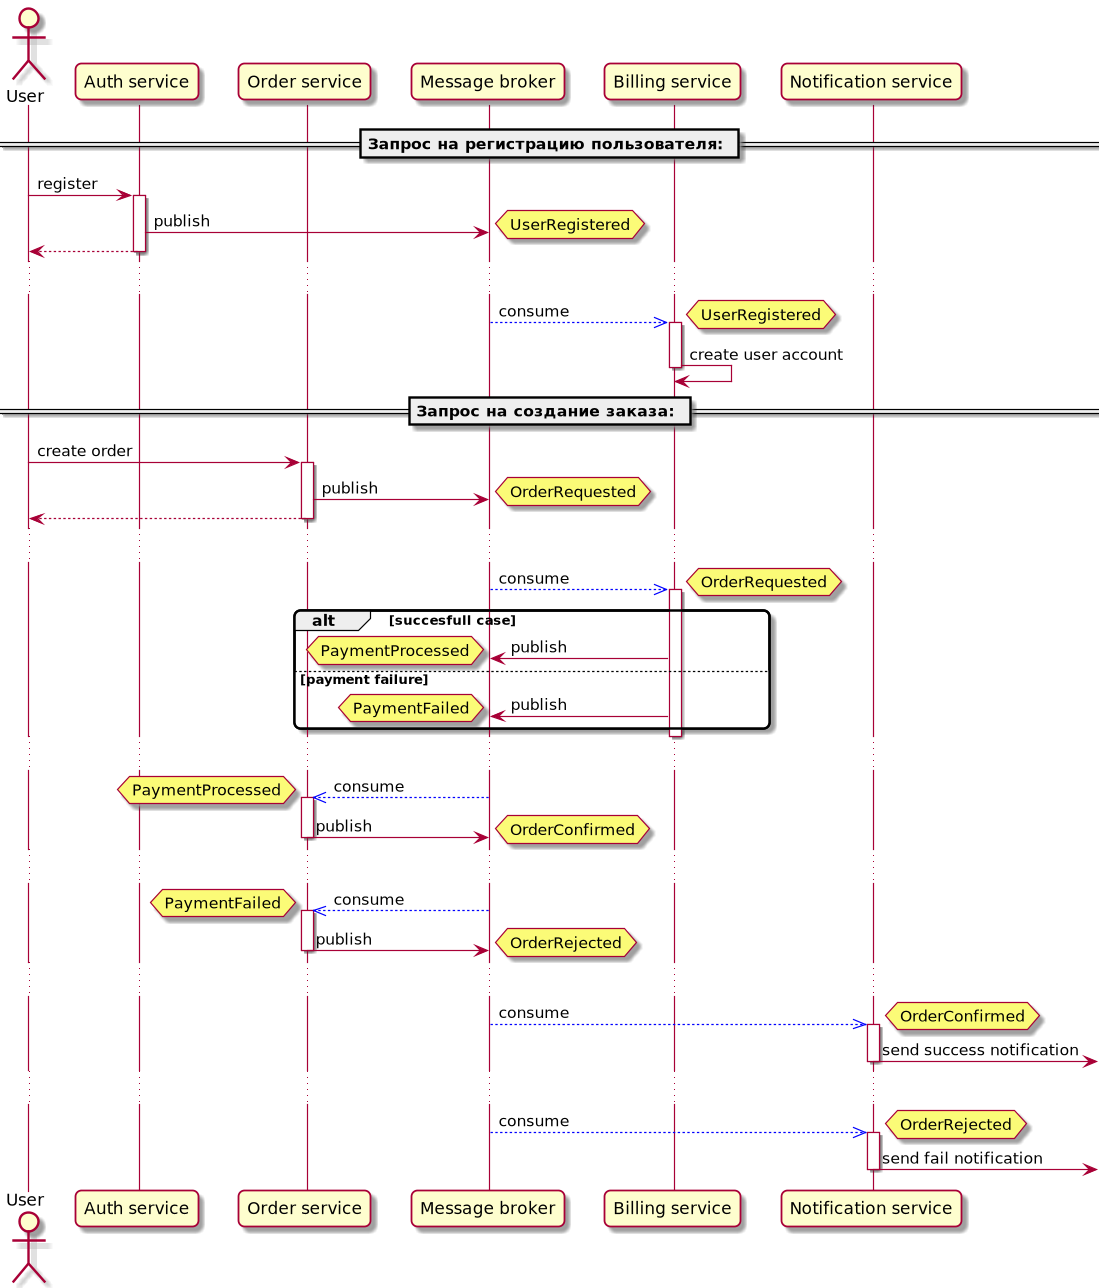 User
Auth service
Order service
Message broker
Billing service
Notification service
Запрос на регистрацию пользователя:
register
publish
UserRegistered
consume
UserRegistered
create user account
Запрос на создание заказа:
create order
publish
OrderRequested
consume
OrderRequested
alt
[succesfull case]
PaymentProcessed
publish
[payment failure]
PaymentFailed
publish
PaymentProcessed
consume
publish
OrderConfirmed
PaymentFailed
consume
publish
OrderRejected
consume
OrderConfirmed
send success notification
consume
OrderRejected
send fail notification
User
Auth service
Order service
Message broker
Billing service
Notification service